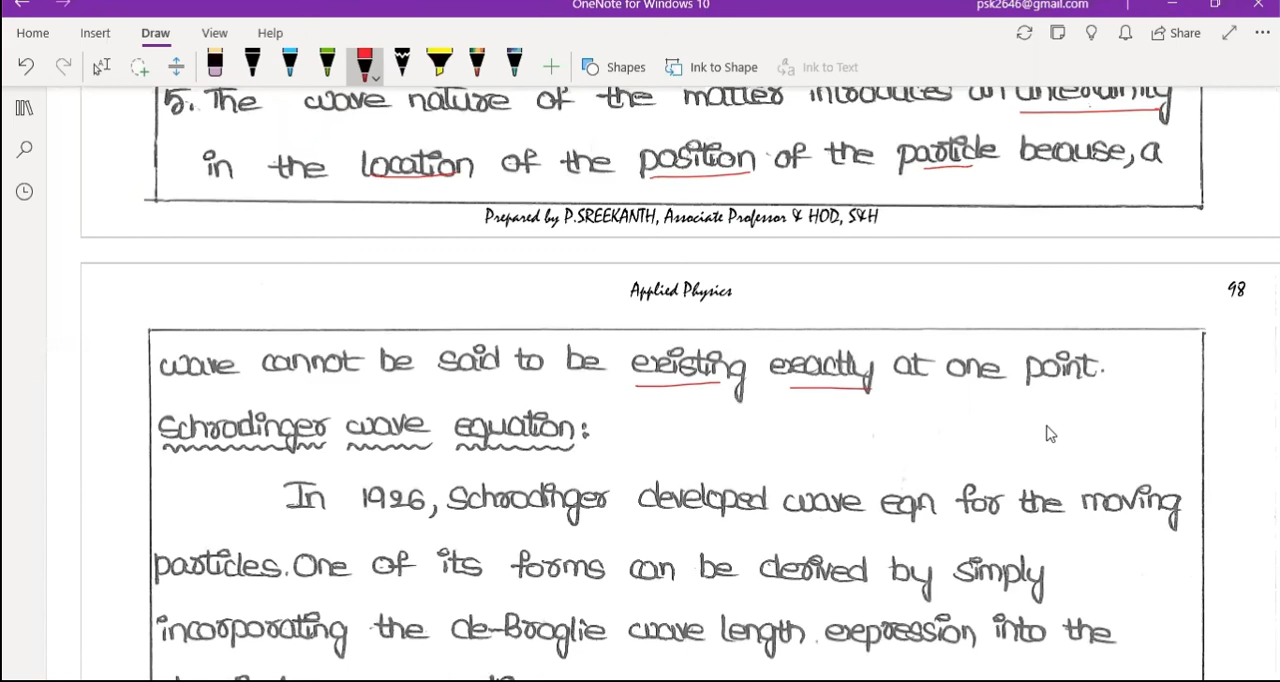 OneNote for Windows 10
psk2646@gmail.com
Home Insert Draw View Help
Share
Shapes Ink to Shape Ink to Text
5. The wave nature of the matter introduces an uncertainity
in the location of the position of the particle because, a
Prepared by P.SREEKANTH, Associate Professor & HOD, S&H
Applied Physics
98
wave cannot be said to be existing exactly at one point.
Schrodinger wave equation:
In 1926, Schrodinger developed wave eqn for the moving
particles. One of its forms can be derived by simply
incorporating the de-Broglie wave length expression into the